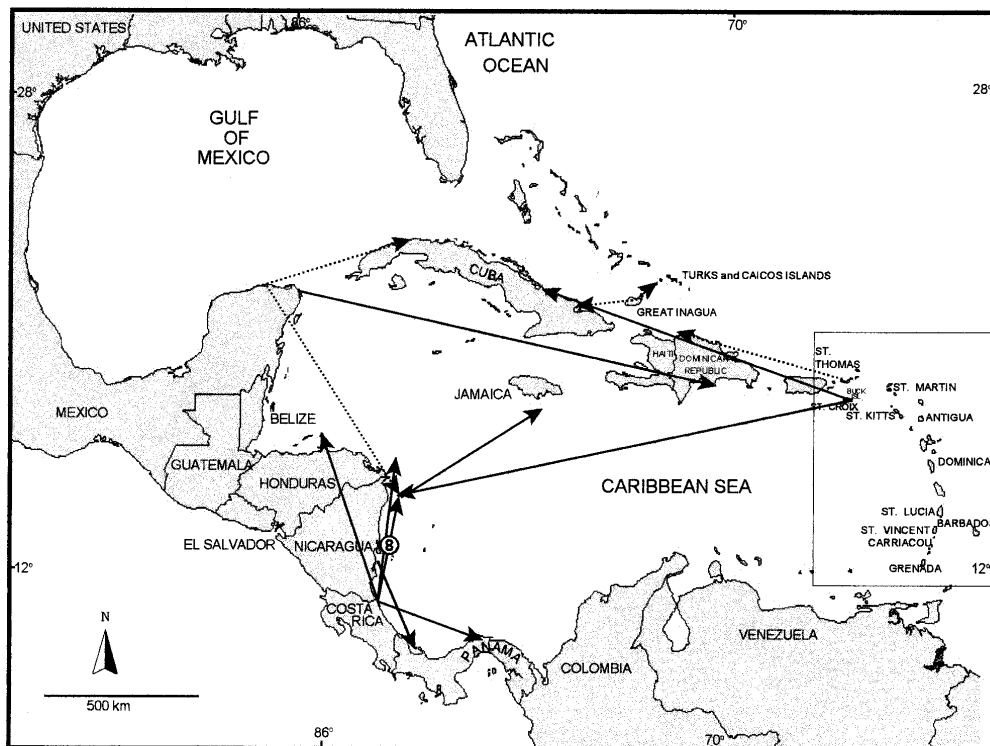 86°
70°
UNITED STATES
ATLANTIC
OCEAN
28°
28°
GULF
OF
MEXICO
CUBA
TURKS and CAICOS ISLANDS
GREAT INAGUA
HAITI
DOMINICAN
REPUBLIC
ST.
THOMAS
BUCK
ST. CROIX
ST. MARTIN
ST. KITTS
ANTIGUA
JAMAICA
MEXICO
BELIZE
GUATEMALA
HONDURAS
DOMINICA
CARIBBEAN SEA
ST. LUCIA
BARBADOS
EL SALVADOR
NICARAGUA
8
ST. VINCENT
CARRIACOU
GRENADA
12°
12°
COSTA
RICA
N
PANAMA
COLOMBIA
VENEZUELA
500 km
86°
70°